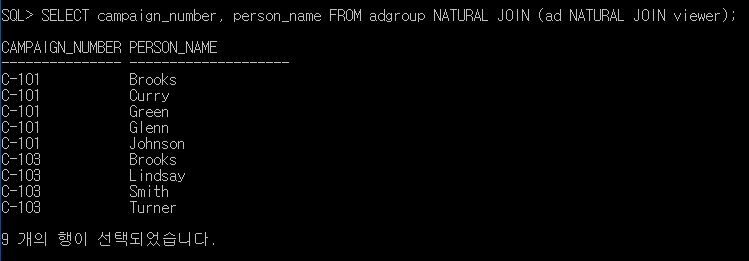 SQL> SELECT campaign_number, person_name FROM adgroup NATURAL JOIN (ad NATURAL JOIN viewer);
CAMPAIGN_NUMBER PERSON_NAME
--------------- --------------------
C-101           Brooks
C-101           Curry
C-101           Green
C-101           Glenn
C-101           Johnson
C-103           Brooks
C-103           Lindsay
C-103           Smith
C-103           Turner
9 개의 행이 선택되었습니다.